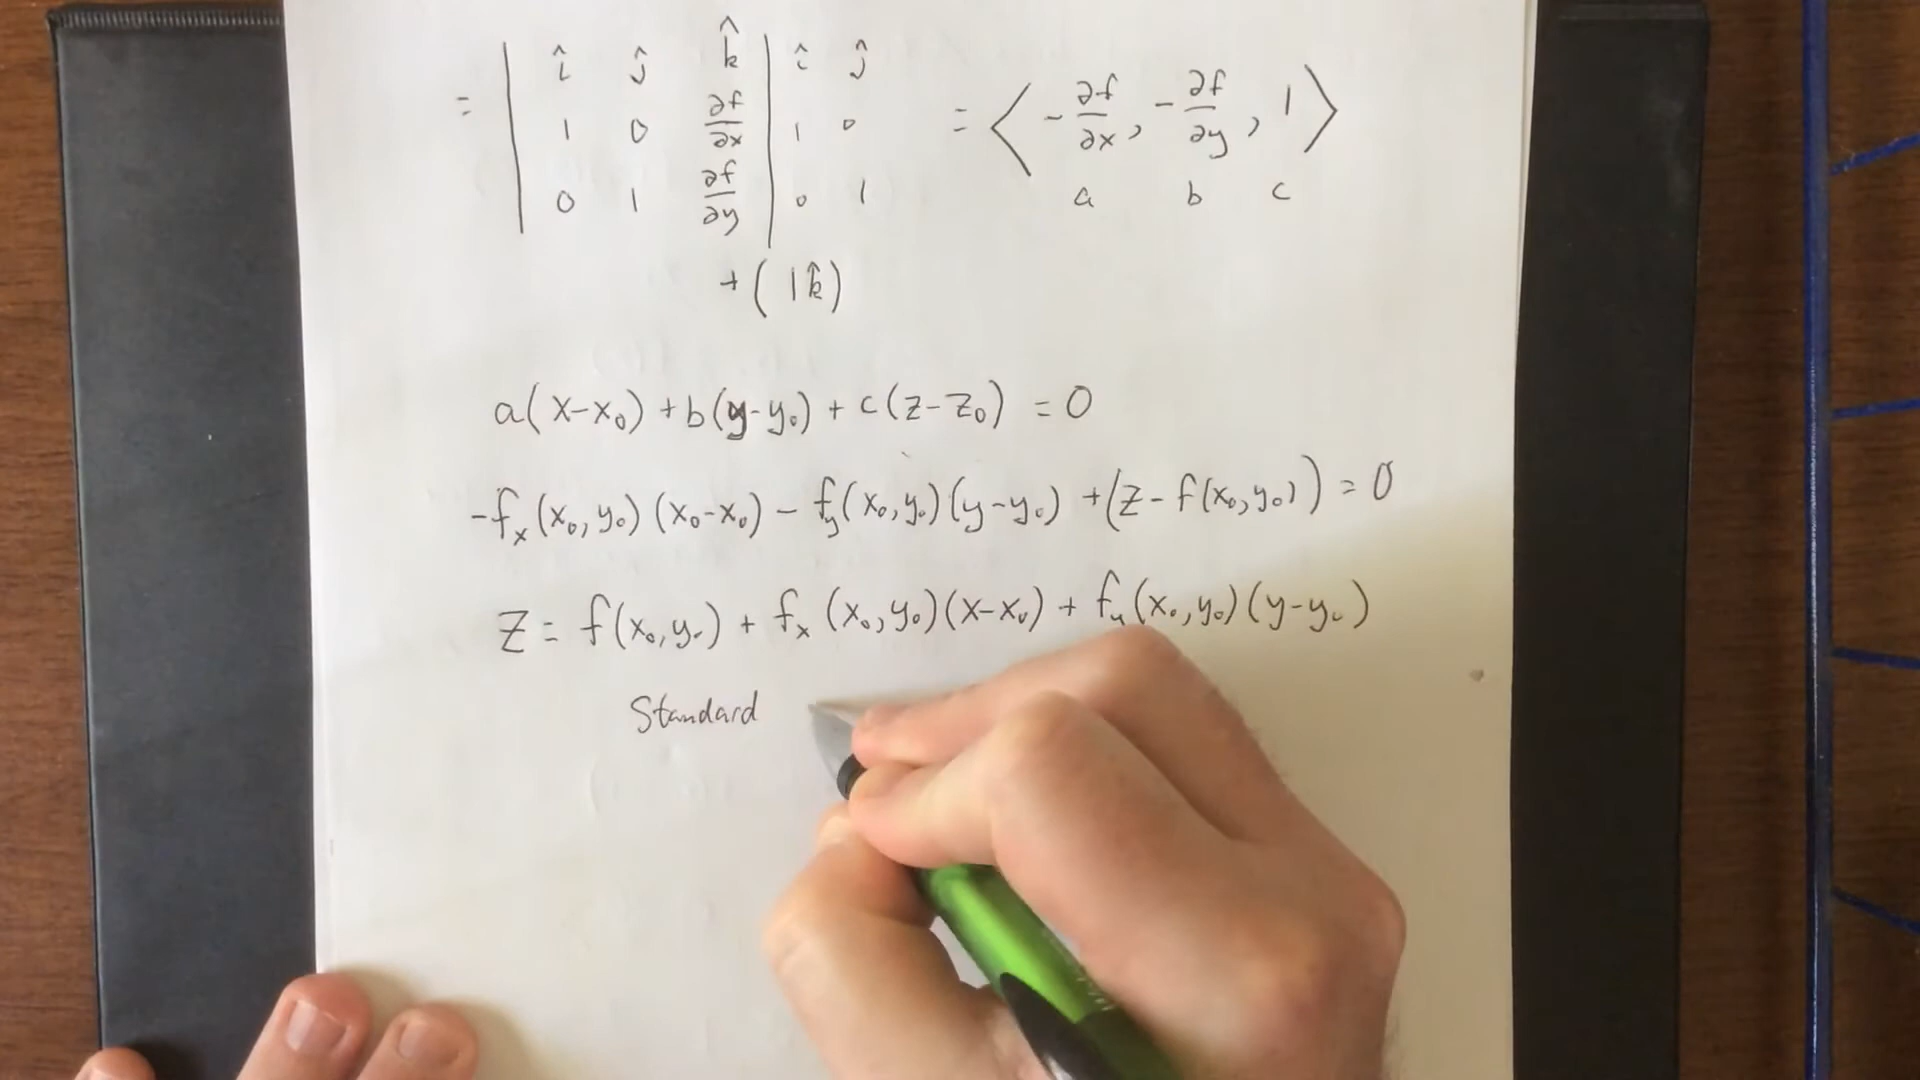 = | î ĵ k̂ | î ĵ
1 0 ∂f/∂x | 1 0
0 1 ∂f/∂y | 0 1
= ⟨ -∂f/∂x, -∂f/∂y, 1 ⟩
a b c
+ ( 1k̂ )
a(x-x₀) + b(y-y₀) + c(z-z₀) = 0
-fₓ(x₀,y₀)(x₀-x₀) - f_y(x₀,y₀)(y-y₀) + (z - f(x₀,y₀)) = 0
z = f(x₀,y₀) + fₓ(x₀,y₀)(x-x₀) + f_y(x₀,y₀)(y-y₀)
Standard